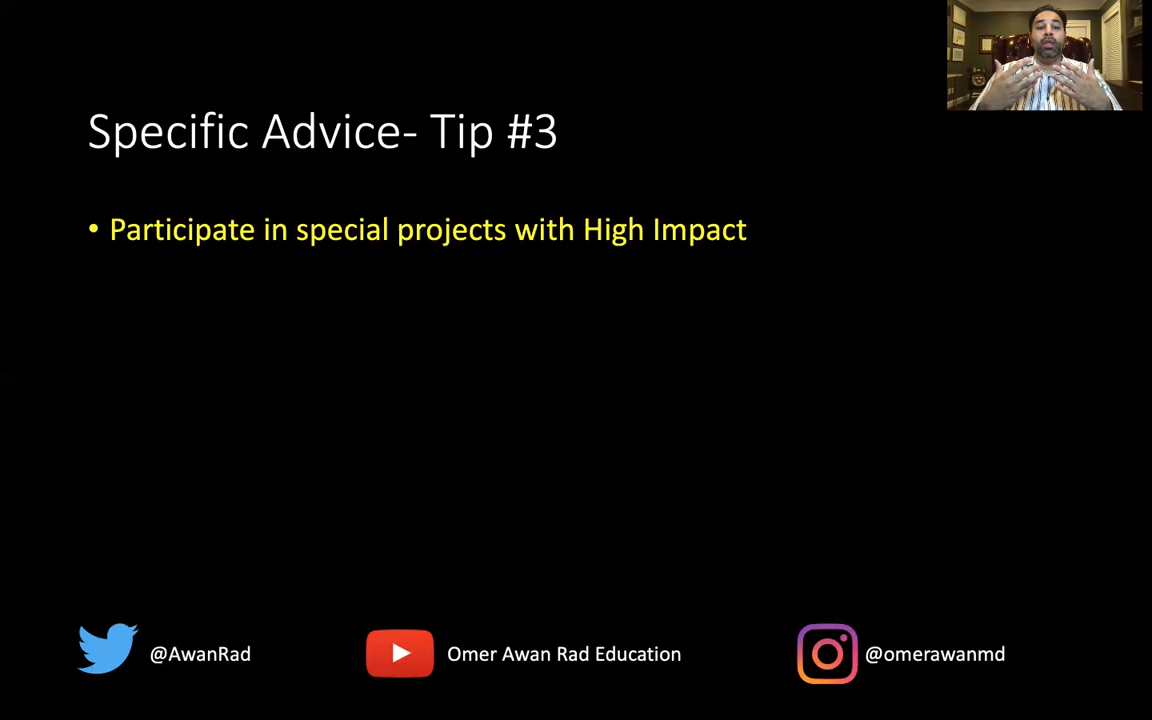 Specific Advice- Tip #3
• Participate in special projects with High Impact
@AwanRad
Omer Awan Rad Education
@omerawanmd